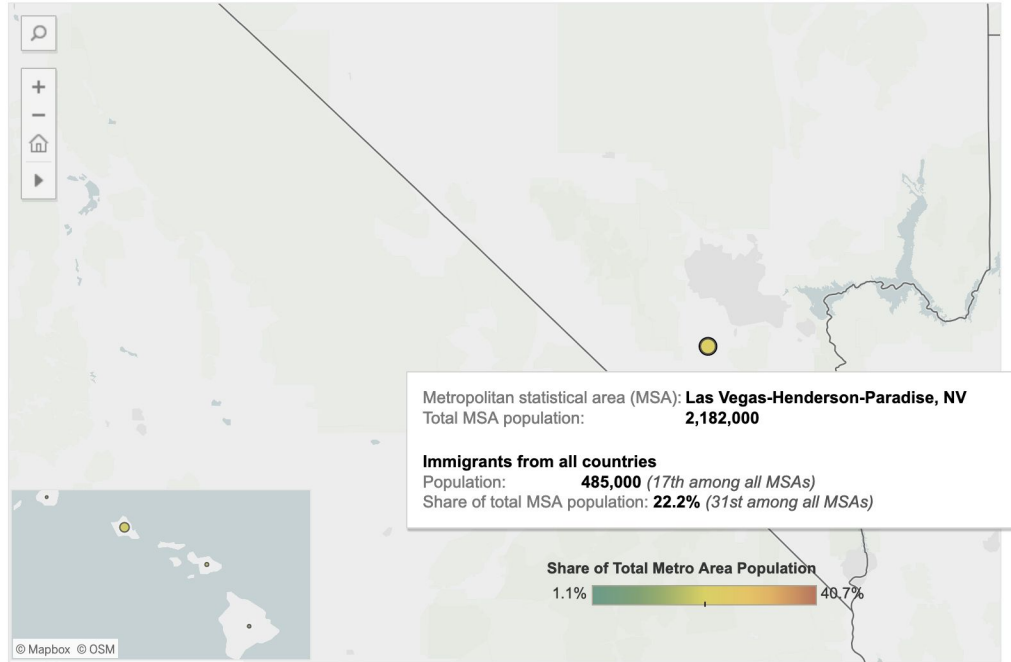 Metropolitan statistical area (MSA): Las Vegas-Henderson-Paradise, NV
Total MSA population: 2,182,000
Immigrants from all countries
Population: 485,000 (17th among all MSAs)
Share of total MSA population: 22.2% (31st among all MSAs)
Share of Total Metro Area Population
1.1% 40.7%
© Mapbox © OSM